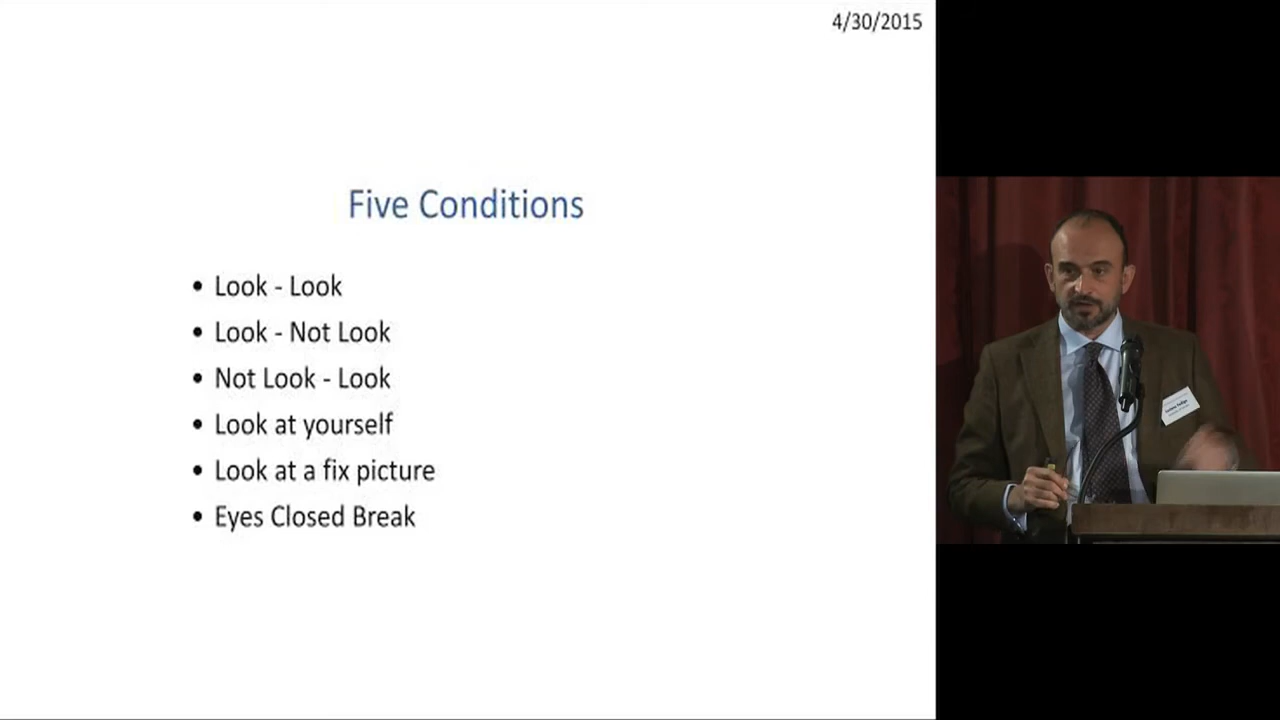 4/30/2015
Five Conditions
• Look - Look
• Look - Not Look
• Not Look - Look
• Look at yourself
• Look at a fix picture
• Eyes Closed Break